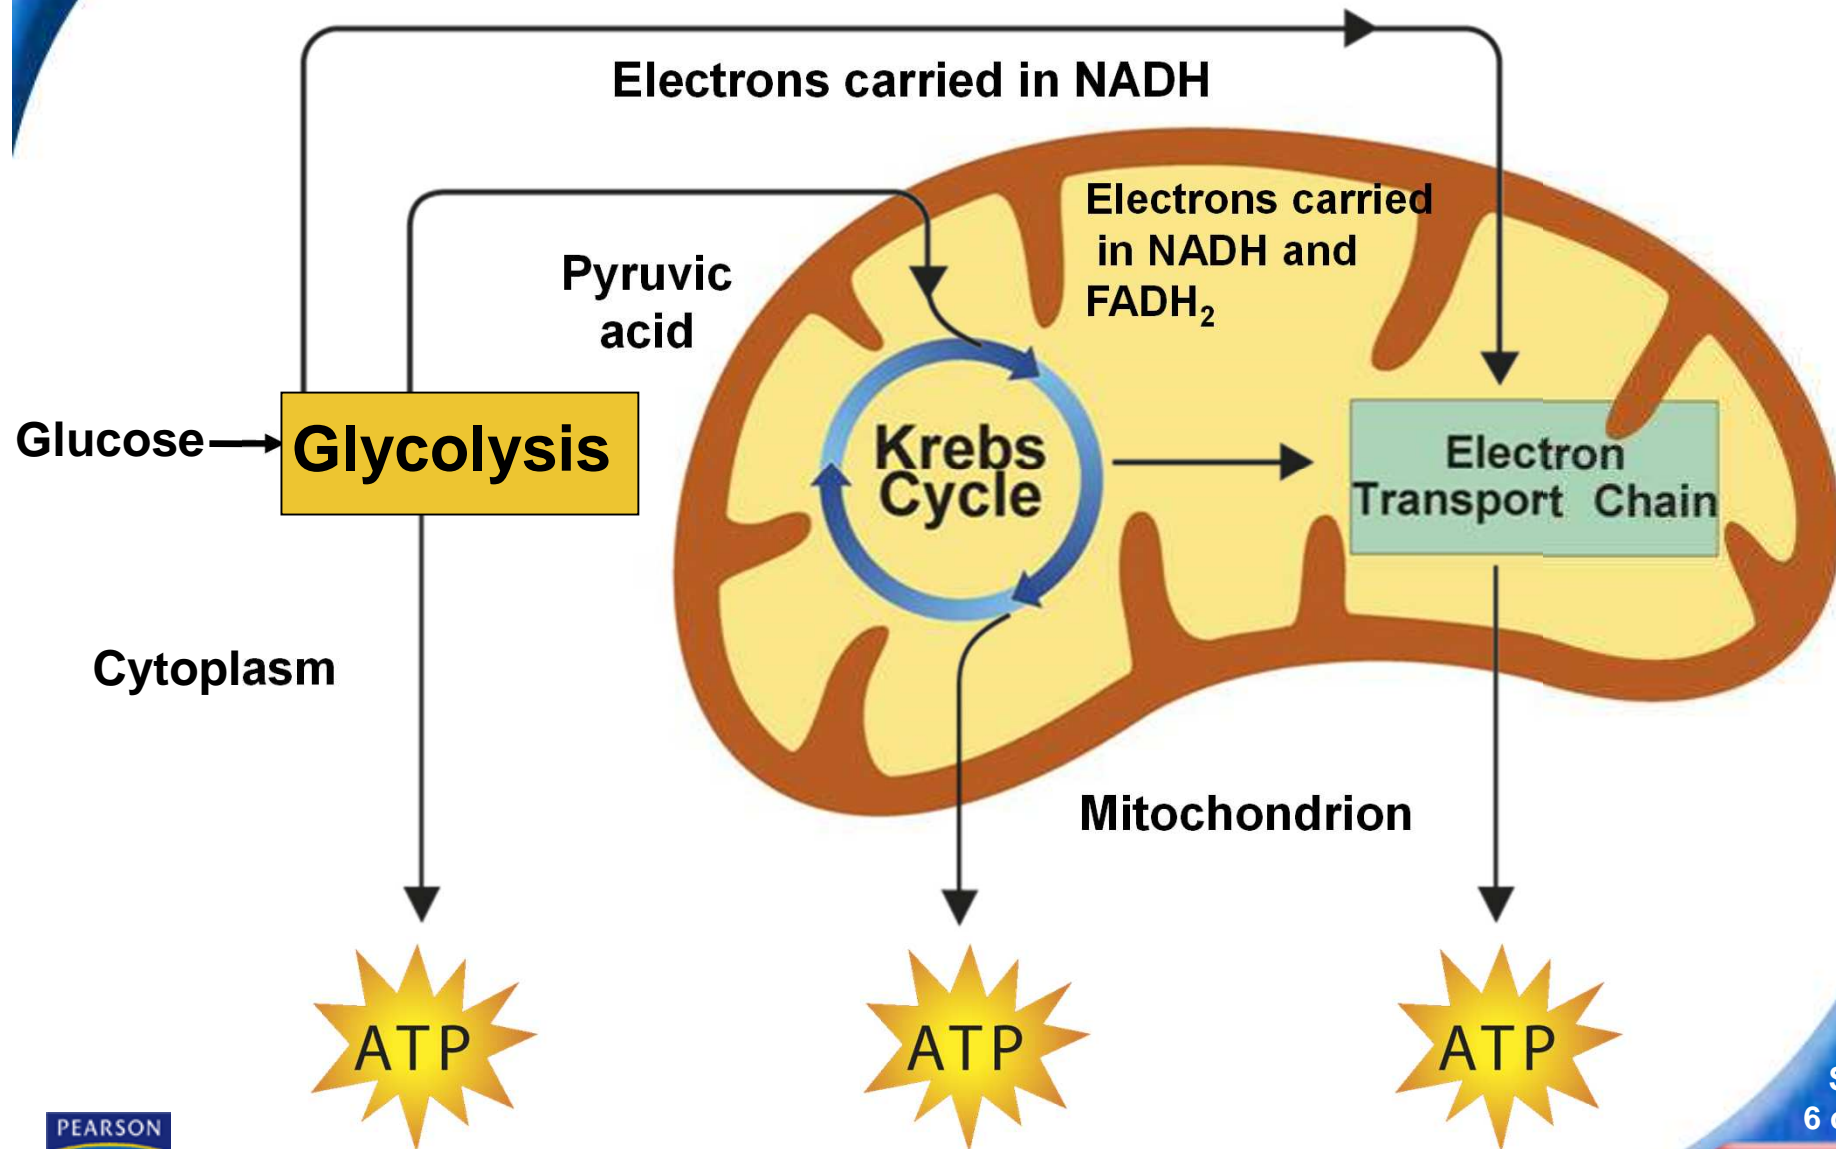 Electrons carried in NADH
Electrons carried
in NADH and
FADH₂
Pyruvic
acid
Glucose
Glycolysis
Krebs
Cycle
Electron
Transport Chain
Cytoplasm
Mitochondrion
ATP
ATP
ATP
PEARSON
6